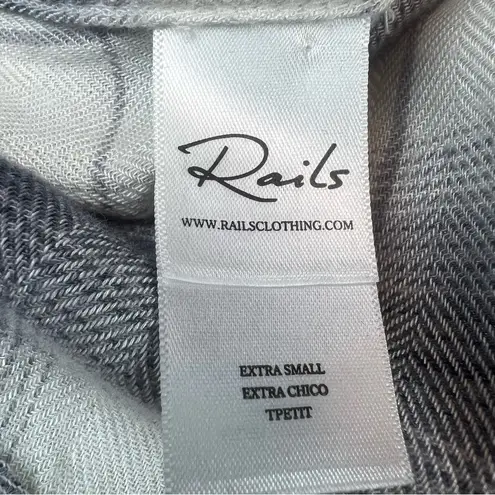 Rails
WWW.RAILSCLOTHING.COM
EXTRA SMALL
EXTRA CHICO
TPETIT